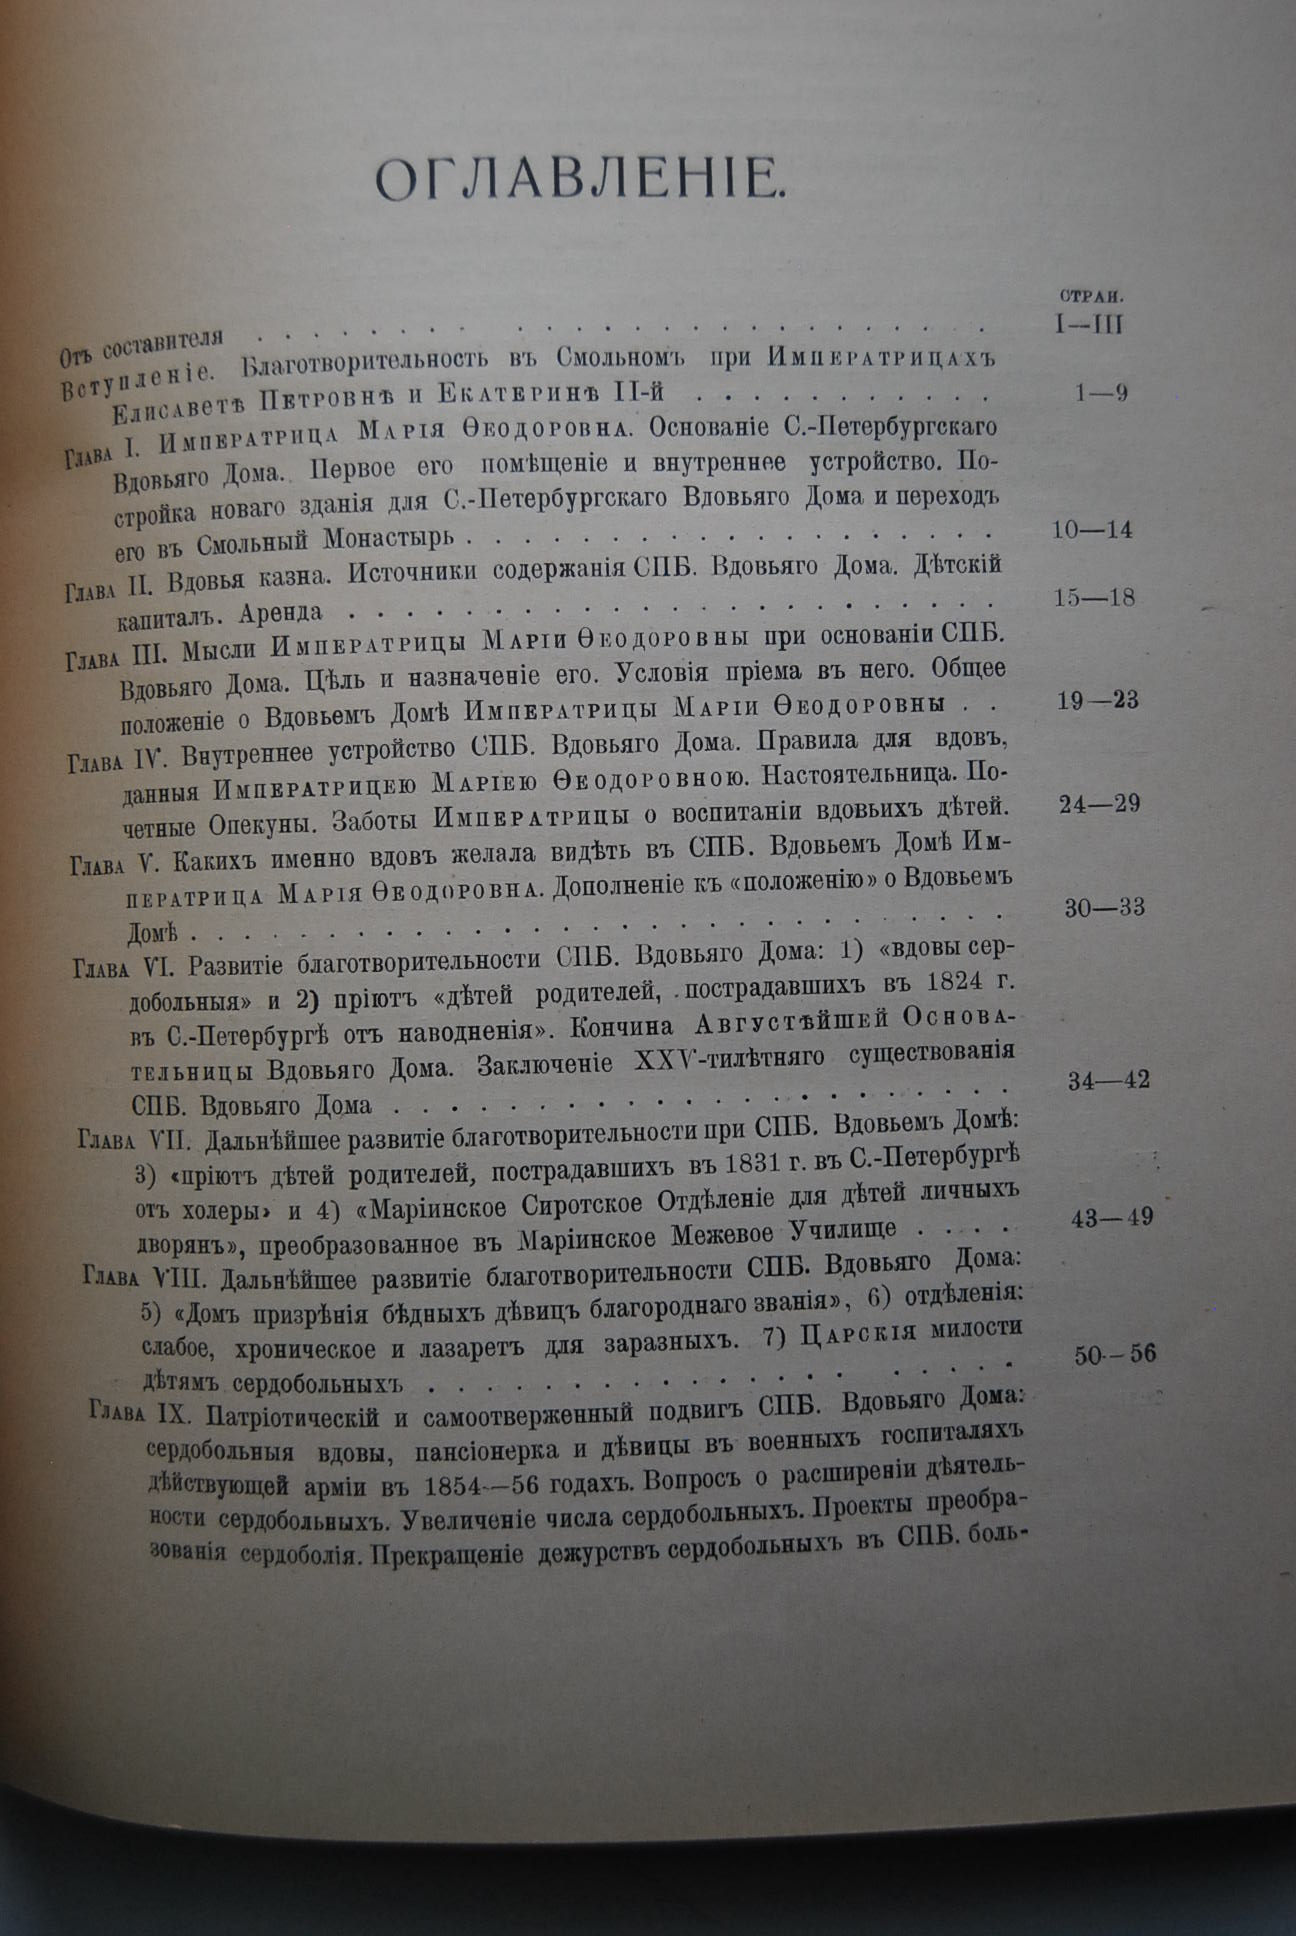 ОГЛАВЛЕНІЕ.
СТРАН.
Отъ составителя . . . . . . . . . . . . . . . . . . . . . . . . I—III
Вступленіе. Благотворительность въ Смольномъ при Императрицахъ
Елисаветѣ Петровнѣ и Екатеринѣ II-й . . . . . . . . . . . 1—9
Глава I. Императрица Марія Ѳеодоровна. Основаніе С.-Петербургскаго
Вдовьяго Дома. Первое его помѣщеніе и внутреннее устройство. По-
стройка новаго зданія для С.-Петербургскаго Вдовьяго Дома и переходъ
его въ Смольный Монастырь . . . . . . . . . . . . . . . . . . 10—14
Глава II. Вдовья казна. Источники содержанія СПБ. Вдовьяго Дома. Дѣтскій
капиталъ. Аренда . . . . . . . . . . . . . . . . . . . . . . . 15—18
Глава III. Мысли Императрицы Маріи Ѳеодоровны при основаніи СПБ.
Вдовьяго Дома. Цѣль и назначеніе его. Условія пріема въ него. Общее
положеніе о Вдовьемъ Домѣ Императрицы Маріи Ѳеодоровны . . 19—23
Глава IV. Внутреннее устройство СПБ. Вдовьяго Дома. Правила для вдовъ,
данныя Императрицею Маріею Ѳеодоровною. Настоятельница. По-
четные Опекуны. Заботы Императрицы о воспитаніи вдовьихъ дѣтей. 24—29
Глава V. Какихъ именно вдовъ желала видѣть въ СПБ. Вдовьемъ Домѣ Им-
ператрица Марія Ѳеодоровна. Дополненіе къ «положенію» о Вдовьемъ
Домѣ . . . . . . . . . . . . . . . . . . . . . . . . . . . . 30—33
Глава VI. Развитіе благотворительности СПБ. Вдовьяго Дома: 1) «вдовы сер-
добольныя» и 2) пріютъ «дѣтей родителей, пострадавшихъ въ 1824 г.
въ С.-Петербургѣ отъ наводненія». Кончина Августѣйшей Основа-
тельницы Вдовьяго Дома. Заключеніе XXV-тилѣтняго существованія
СПБ. Вдовьяго Дома . . . . . . . . . . . . . . . . . . . . . . 34—42
Глава VII. Дальнѣйшее развитіе благотворительности при СПБ. Вдовьемъ Домѣ:
3) «пріютъ дѣтей родителей, пострадавшихъ въ 1831 г. въ С.-Петербургѣ
отъ холеры» и 4) «Маріинское Сиротское Отдѣленіе для дѣтей личныхъ
дворянъ», преобразованное въ Маріинское Межевое Училище . . . . 43—49
Глава VIII. Дальнѣйшее развитіе благотворительности СПБ. Вдовьяго Дома:
5) «Домъ призрѣнія бѣдныхъ дѣвицъ благороднаго званія», 6) отдѣленія:
слабое, хроническое и лазаретъ для заразныхъ. 7) Царскія милости
дѣтямъ сердобольныхъ . . . . . . . . . . . . . . . . . . . . 50—56
Глава IX. Патріотическій и самоотверженный подвигъ СПБ. Вдовьяго Дома:
сердобольныя вдовы, пансіонерка и дѣвицы въ военныхъ госпиталяхъ
дѣйствующей арміи въ 1854—56 годахъ. Вопросъ о расширеніи дѣятель-
ности сердобольныхъ. Увеличеніе числа сердобольныхъ. Проекты преобра-
зованія сердоболія. Прекращеніе дежурствъ сердобольныхъ въ СПБ. боль-